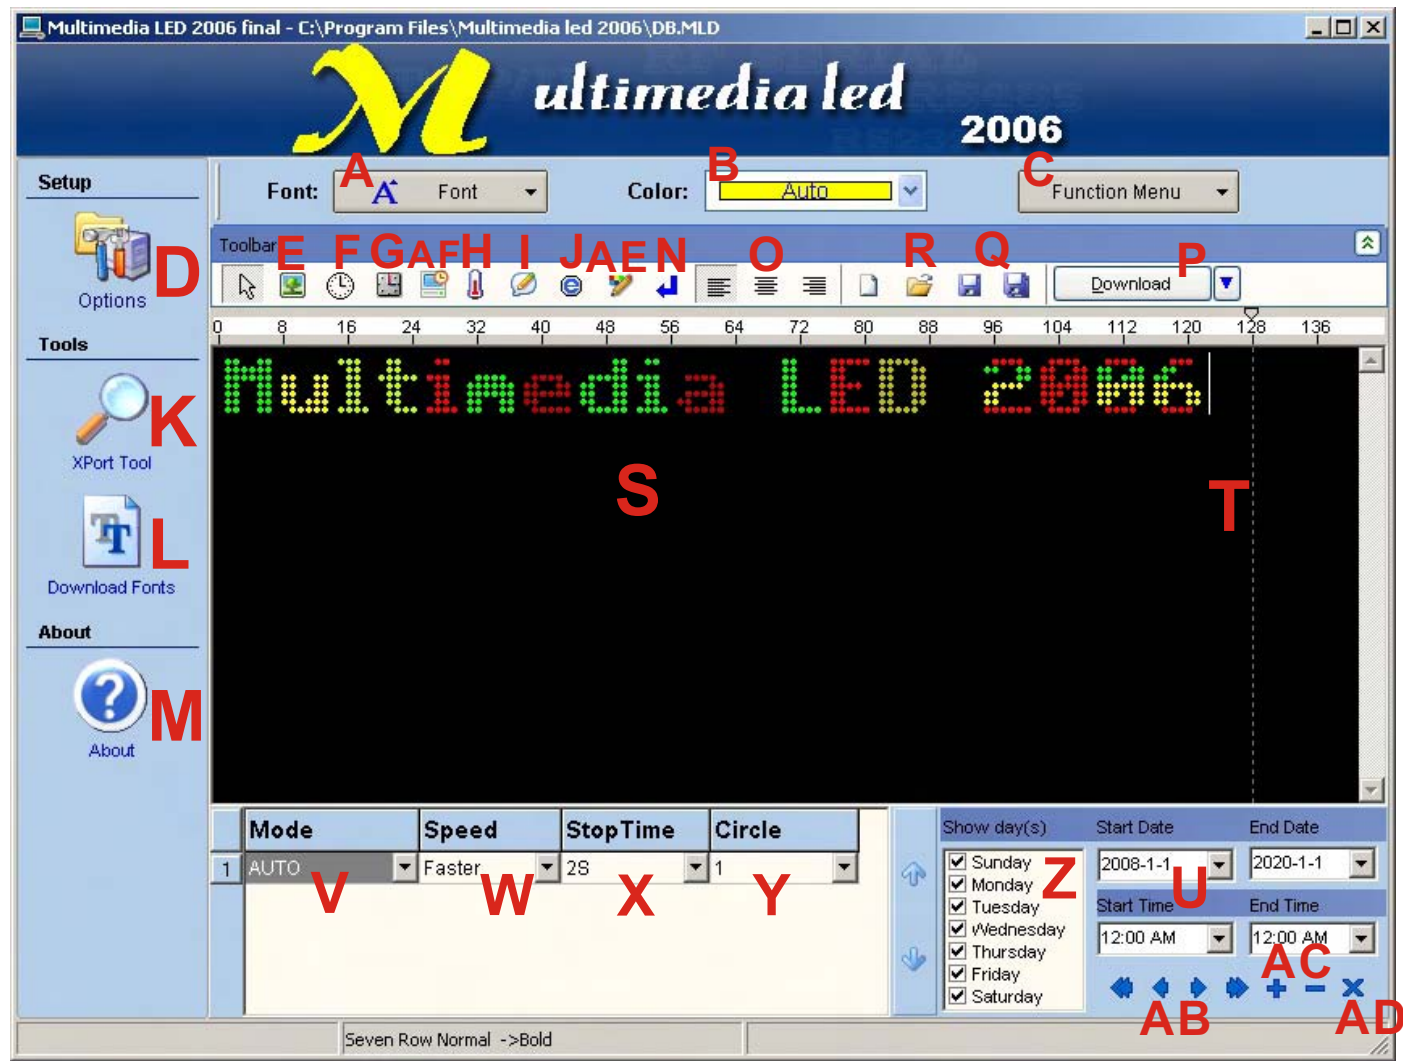 Multimedia LED 2006 final - C:\Program Files\Multimedia led 2006\DB.MLD
Multimedia led
2006
Setup
Font: A Font
Color: B Auto
C Function Menu
D
Options
Toolbar
E F G AF H I J AE N O R Q P
Download
0 8 16 24 32 40 48 56 64 72 80 88 96 104 112 120 128 136
Tools
Multimedia LED 2006
K
XPort Tool
S
T
L
Download Fonts
About
M
About
Mode Speed StopTime Circle
1 AUTO Faster 2S 1
V W X Y
Show day(s) Start Date End Date
Sunday
Monday
Tuesday
Wednesday
Thursday
Friday
Saturday
Z
2008-1-1 2020-1-1
U
Start Time End Time
12:00 AM 12:00 AM
AC
AB AD
Seven Row Normal ->Bold